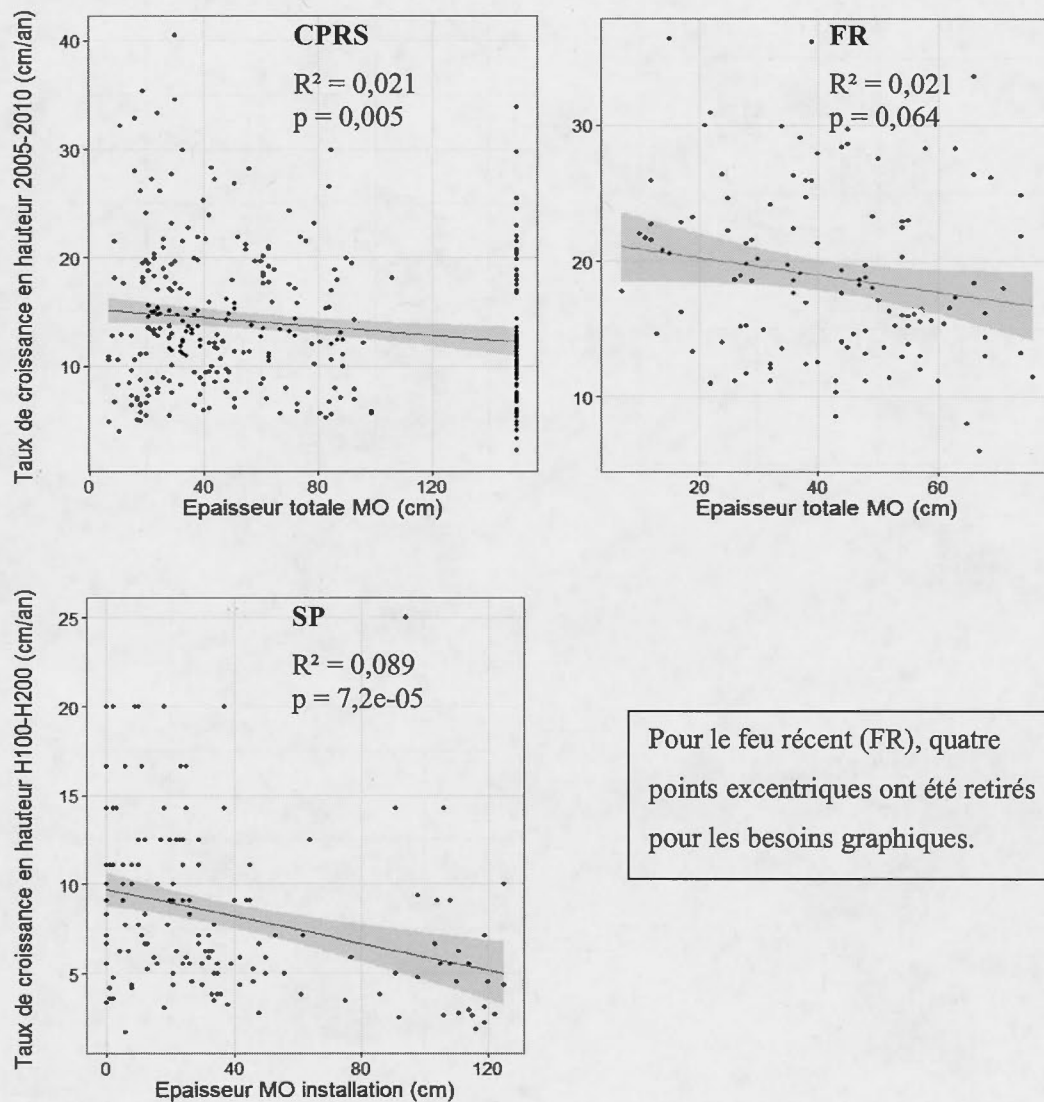 CPRS
R² = 0,021
p = 0,005
Taux de croissance en hauteur 2005-2010 (cm/an)
40
30
20
10
0 40 80 120
Epaisseur totale MO (cm)
FR
R² = 0,021
p = 0,064
30
20
10
20 40 60
Epaisseur totale MO (cm)
SP
R² = 0,089
p = 7,2e-05
Taux de croissance en hauteur H100-H200 (cm/an)
25
20
15
10
5
0 40 80 120
Epaisseur MO installation (cm)
Pour le feu récent (FR), quatre
points excentriques ont été retirés
pour les besoins graphiques.